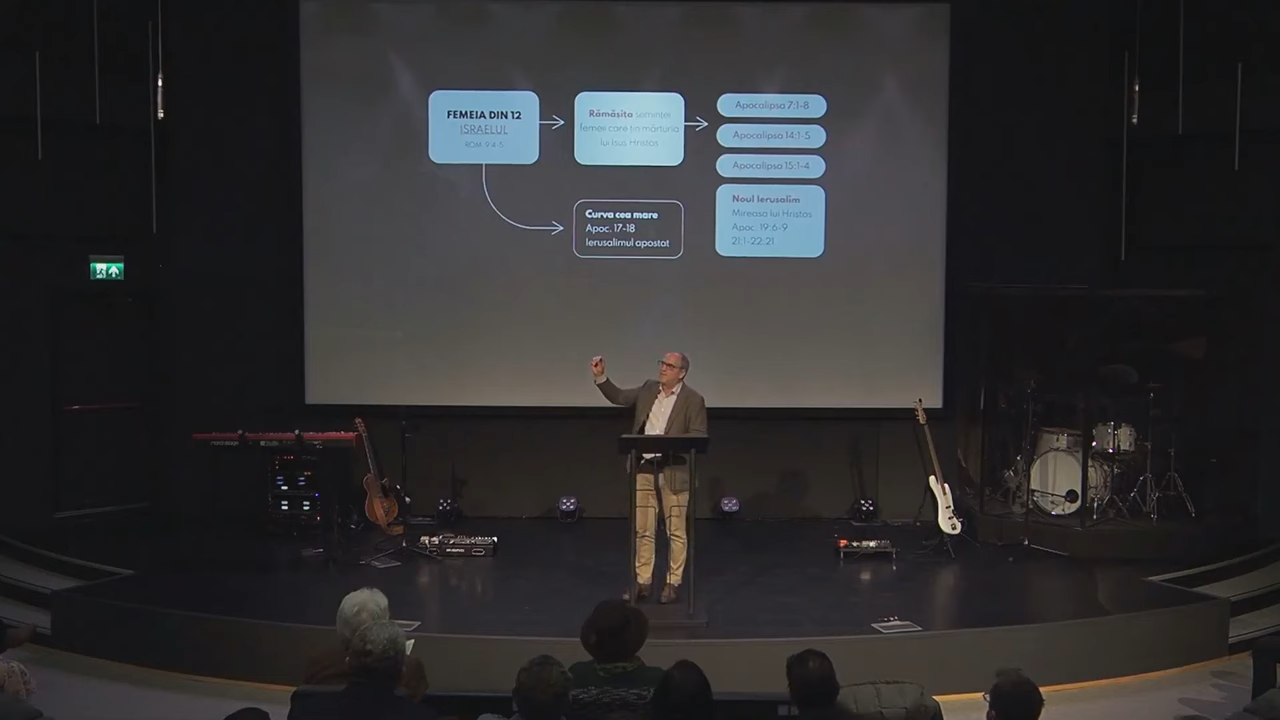 FEMEIA DIN 12
ISRAELUL
ROM. 9:4-5
Rămășița seminței
femeii care țin mărturia
lui Isus Hristos
Apocalipsa 7:1-8
Apocalipsa 14:1-5
Apocalipsa 15:1-4
Noul Ierusalim
Mireasa lui Hristos
Apoc. 19:6-9
21:1-22:21
Curva cea mare
Apoc. 17-18
Ierusalimul apostat